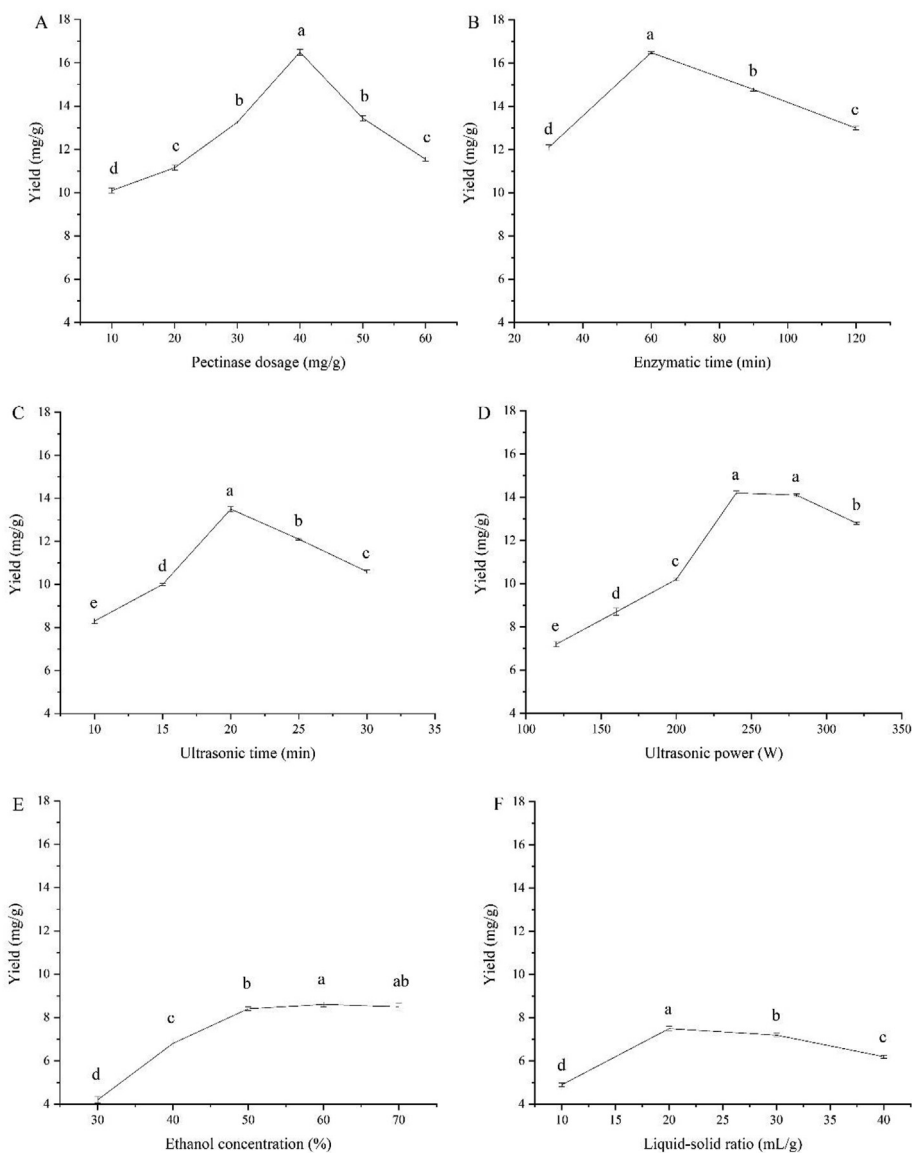 A
18
16
14
12
10
8
6
4
Yield (mg/g)
d
c
b
a
b
c
10 20 30 40 50 60
Pectinase dosage (mg/g)
B
18
16
14
12
10
8
6
4
Yield (mg/g)
d
a
b
c
20 40 60 80 100 120
Enzymatic time (min)
C
18
16
14
12
10
8
6
4
Yield (mg/g)
e
d
a
b
c
10 15 20 25 30 35
Ultrasonic time (min)
D
18
16
14
12
10
8
6
4
Yield (mg/g)
e
d
c
a
a
b
100 150 200 250 300 350
Ultrasonic power (W)
E
18
16
14
12
10
8
6
4
Yield (mg/g)
d
c
b
a
ab
30 40 50 60 70
Ethanol concentration (%)
F
18
16
14
12
10
8
6
4
Yield (mg/g)
d
a
b
c
10 15 20 25 30 35 40
Liquid-solid ratio (mL/g)